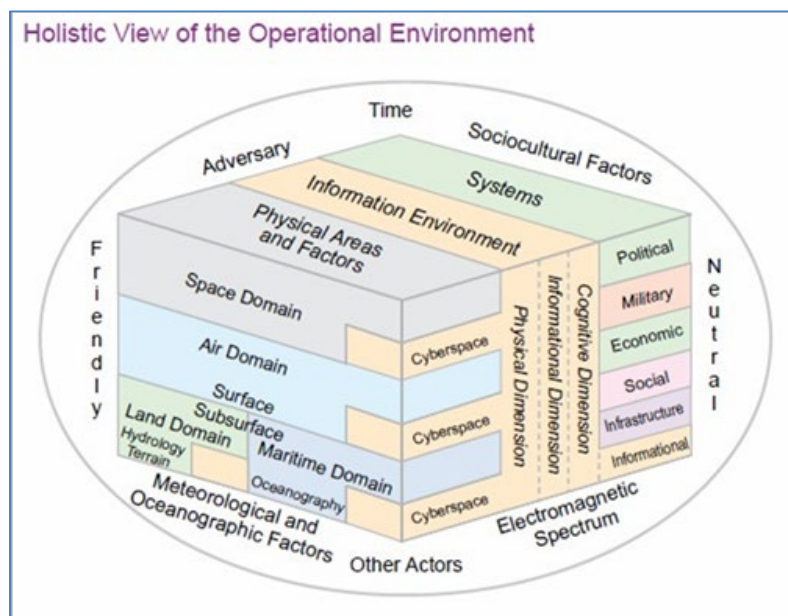 Holistic View of the Operational Environment
Time
Adversary
Sociocultural Factors
Systems
Information Environment
Physical Areas
and Factors
Friendly
Neutral
Space Domain
Air Domain
Surface
Subsurface
Land Domain
Hydrology
Terrain
Maritime Domain
Oceanography
Cyberspace
Cyberspace
Cyberspace
Physical Dimension
Informational Dimension
Cognitive Dimension
Political
Military
Economic
Social
Infrastructure
Informational
Meteorological and
Oceanographic Factors
Electromagnetic
Spectrum
Other Actors